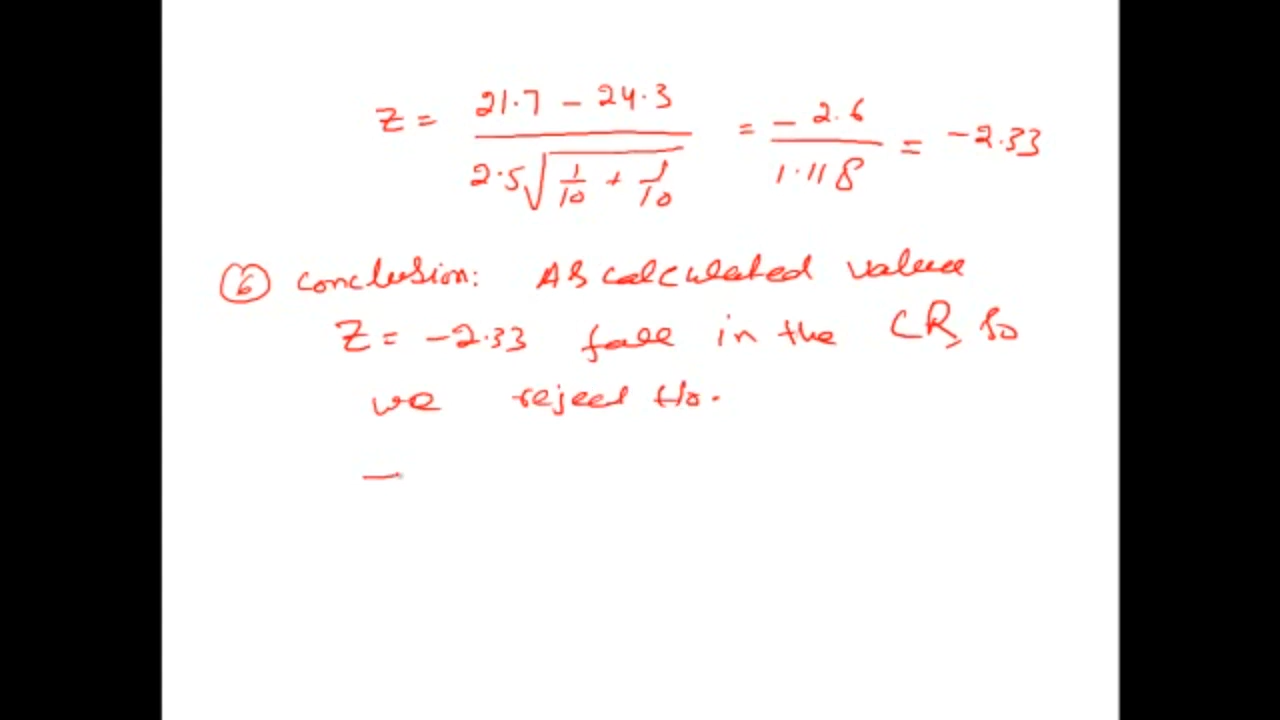 Z = 21.7 - 24.3 / 2.5√(1/10 + 1/10) = -2.6 / 1.118 = -2.33
⑥ conclusion: AS calculated value
Z = -2.33 fall in the CR, So
we reject Ho.